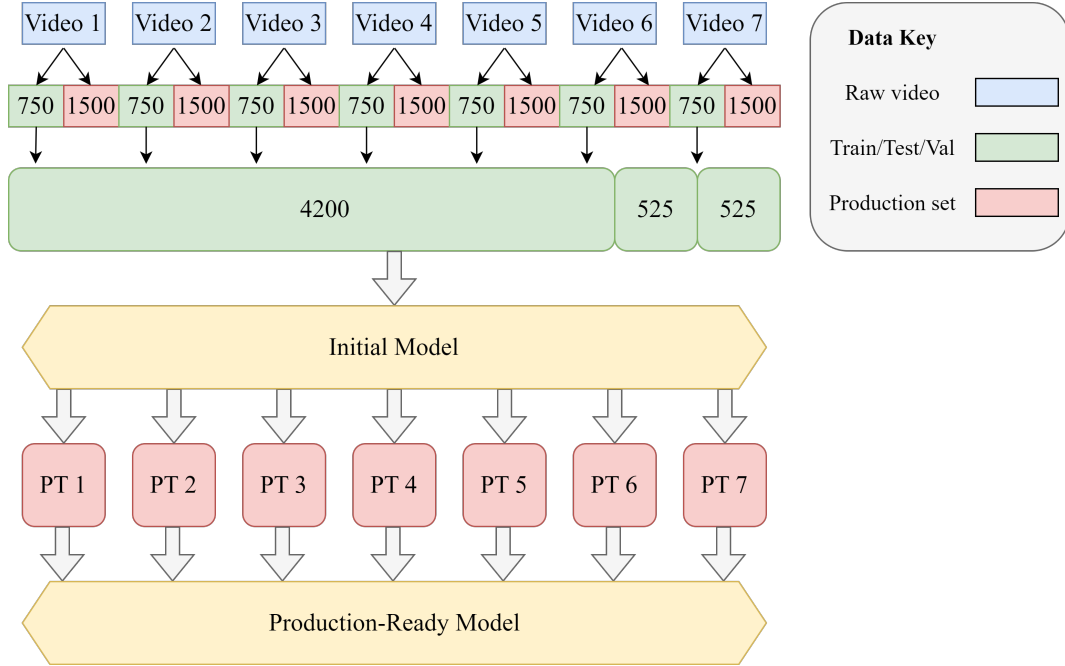 Video 1 Video 2 Video 3 Video 4 Video 5 Video 6 Video 7
750 1500 750 1500 750 1500 750 1500 750 1500 750 1500 750 1500
4200 525 525
Initial Model
PT 1 PT 2 PT 3 PT 4 PT 5 PT 6 PT 7
Production-Ready Model
Data Key
Raw video
Train/Test/Val
Production set